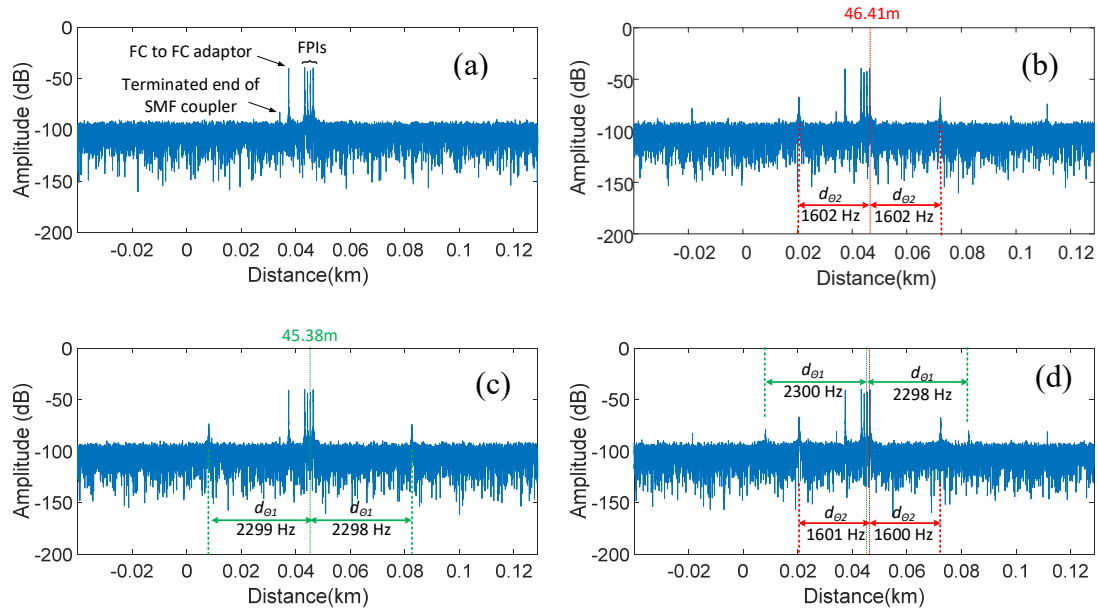 0
-50
-100
-150
-200
Amplitude (dB)
FC to FC adaptor
FPIs
Terminated end of
SMF coupler
(a)
-0.02 0 0.02 0.04 0.06 0.08 0.10 0.12
Distance(km)
46.41m
0
-50
-100
-150
-200
Amplitude (dB)
(b)
dΘ2 dΘ2
1602 Hz 1602 Hz
-0.02 0 0.02 0.04 0.06 0.08 0.10 0.12
Distance(km)
45.38m
0
-50
-100
-150
-200
Amplitude (dB)
(c)
dΘ1 dΘ1
2299 Hz 2298 Hz
-0.02 0 0.02 0.04 0.06 0.08 0.10 0.12
Distance(km)
0
-50
-100
-150
-200
Amplitude (dB)
(d)
dΘ1 dΘ1
2300 Hz 2298 Hz
dΘ2 dΘ2
1601 Hz 1600 Hz
-0.02 0 0.02 0.04 0.06 0.08 0.10 0.12
Distance(km)